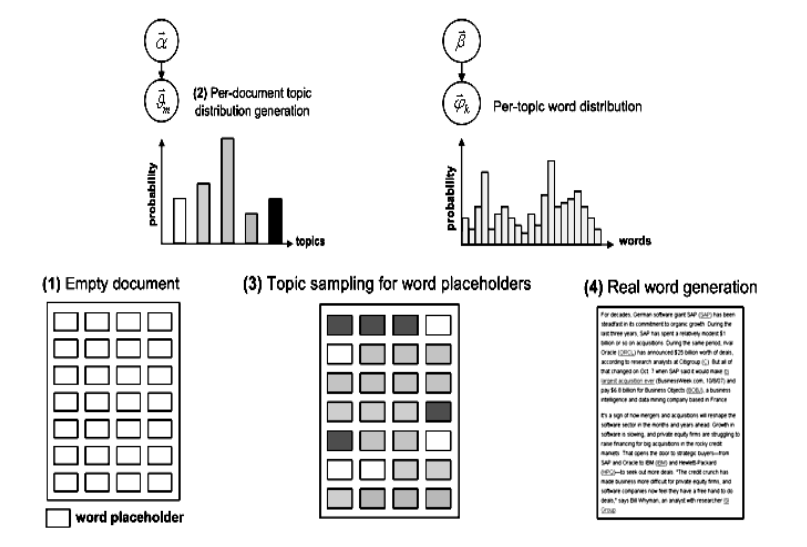 α⃗
β⃗
ϑ⃗m
(2) Per-document topic
distribution generation
φ⃗k
Per-topic word distribution
probability
topics
probability
words
(1) Empty document
(3) Topic sampling for word placeholders
(4) Real word generation
For decades, German software giant SAP (SAP) has been
steadfast in its commitment to organic growth. During the
last three years, SAP has spent a relatively modest $1
billion or so on acquisitions. During the same period, rival
Oracle (ORCL) has announced $25 billion worth of deals,
according to research analysts at Citigroup (C). But all of
that changed on Oct. 7 when SAP said it would make its
largest acquisition ever (BusinessWeek.com, 10/8/07) and
pay $6.8 billion for Business Objects (BOBJ), a business
intelligence and data mining company based in France.
It's a sign of how mergers and acquisitions will reshape the
software sector in the months and years ahead. Growth in
software is slowing, and private equity firms are struggling to
raise financing for big acquisitions in the rocky credit
markets. That opens the door to strategic buyers—from
SAP and Oracle to IBM (IBM) and Hewlett-Packard
(HPQ)—to seek out more deals. "The credit crunch has
made business more difficult for private equity firms, and
software companies now feel they have a free hand to do
deals," says Bill Whyman, an analyst with researcher ISI
Group.
word placeholder